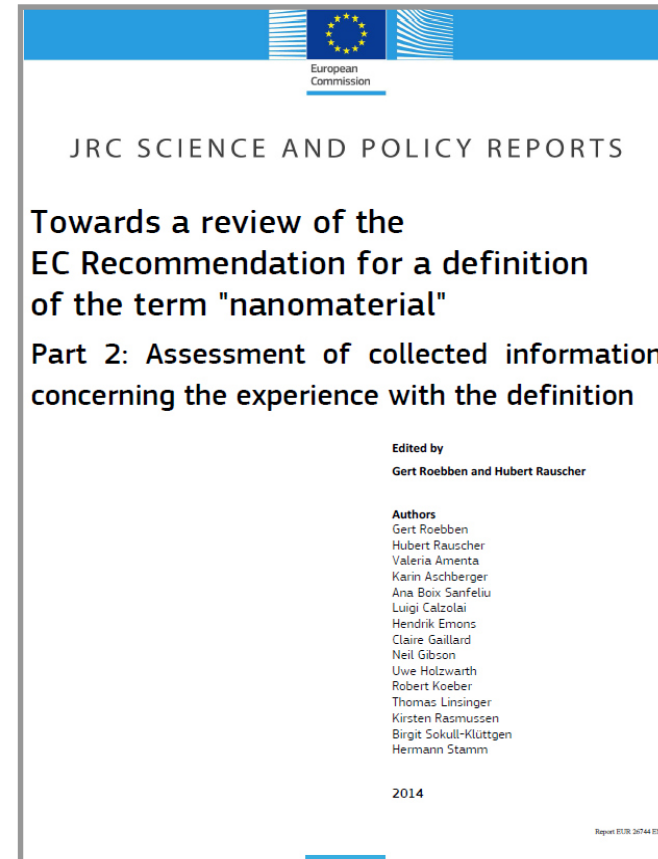 European
Commission
JRC SCIENCE AND POLICY REPORTS
Towards a review of the
EC Recommendation for a definition
of the term "nanomaterial"
Part 2: Assessment of collected information
concerning the experience with the definition
Edited by
Gert Roebben and Hubert Rauscher
Authors
Gert Roebben
Hubert Rauscher
Valeria Amenta
Karin Aschberger
Ana Boix Sanfeliu
Luigi Calzolai
Hendrik Emons
Claire Gaillard
Neil Gibson
Uwe Holzwarth
Robert Koeber
Thomas Linsinger
Kirsten Rasmussen
Birgit Sokull-Klüttgen
Hermann Stamm
2014
Report EUR 26744 E